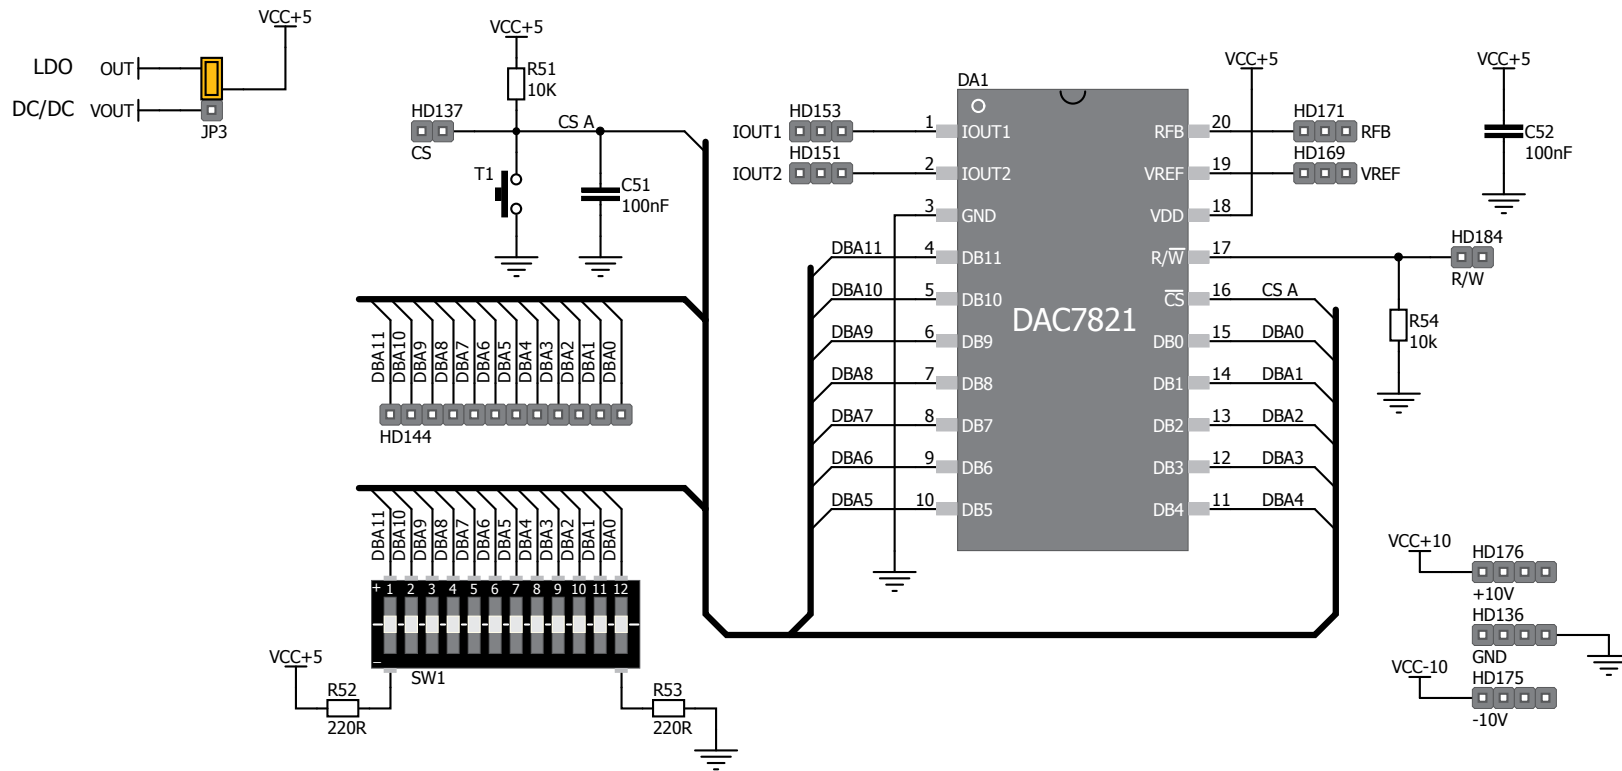 VCC+5
LDO OUT
DC/DC VOUT
JP3
VCC+5
R51
10K
HD137
CS
CS A
T1
C51
100nF
DBA11 DBA10 DBA9 DBA8 DBA7 DBA6 DBA5 DBA4 DBA3 DBA2 DBA1 DBA0
HD144
DBA11 DBA10 DBA9 DBA8 DBA7 DBA6 DBA5 DBA4 DBA3 DBA2 DBA1 DBA0
+ 1 2 3 4 5 6 7 8 9 10 11 12
_
SW1
VCC+5
R52
220R
R53
220R
DA1
DAC7821
HD153
IOUT1 1 IOUT1
HD151
IOUT2 2 IOUT2
3 GND
DBA11 4 DB11
DBA10 5 DB10
DBA9 6 DB9
DBA8 7 DB8
DBA7 8 DB7
DBA6 9 DB6
DBA5 10 DB5
VCC+5
HD171
RFB 20 RFB
HD169
VREF 19 VREF
VDD 18
R/W 17
CS 16 CS A
DB0 15 DBA0
DB1 14 DBA1
DB2 13 DBA2
DB3 12 DBA3
DB4 11 DBA4
VCC+5
C52
100nF
HD184
R/W
R54
10k
VCC+10
HD176
+10V
HD136
GND
VCC-10
HD175
-10V